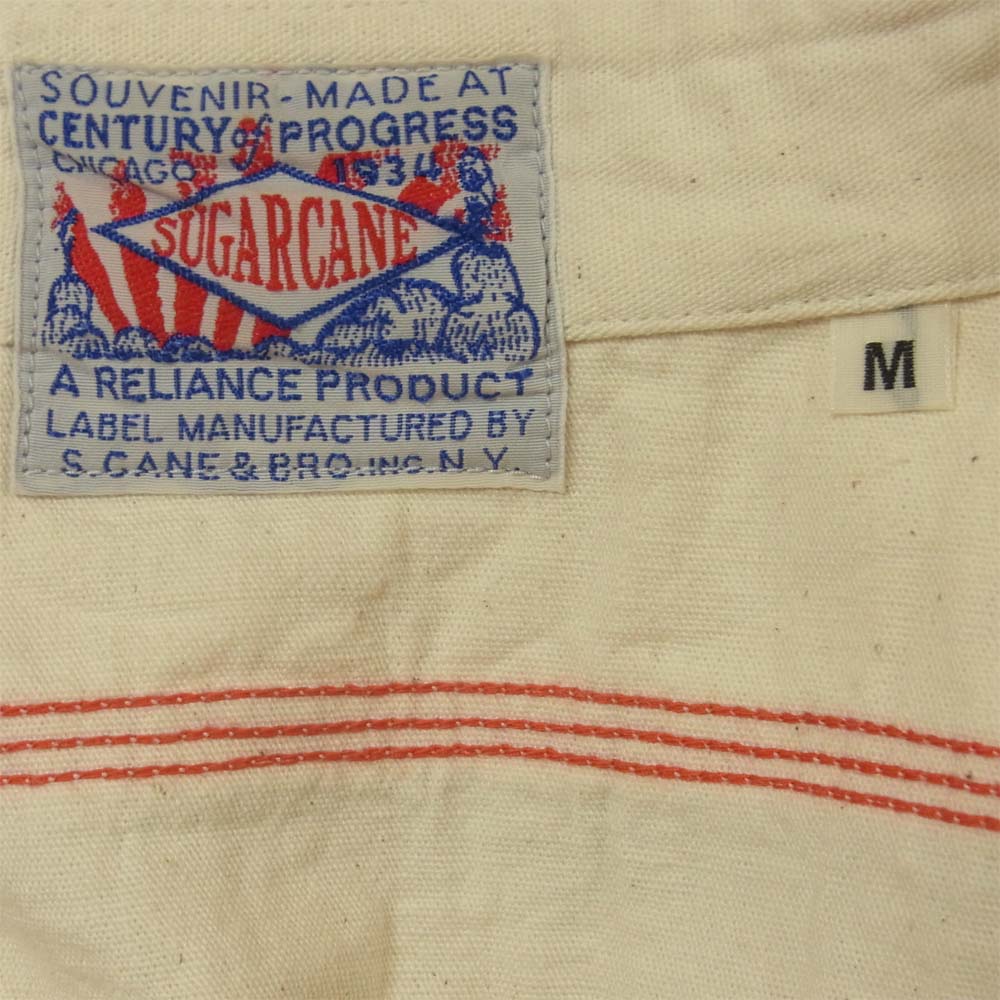 SOUVENIR - MADE AT
CENTURY of PROGRESS
CHICAGO 1934
SUGARCANE
A RELIANCE PRODUCT
LABEL MANUFACTURED BY
S. CANE & BRO. INC. N. Y.
M